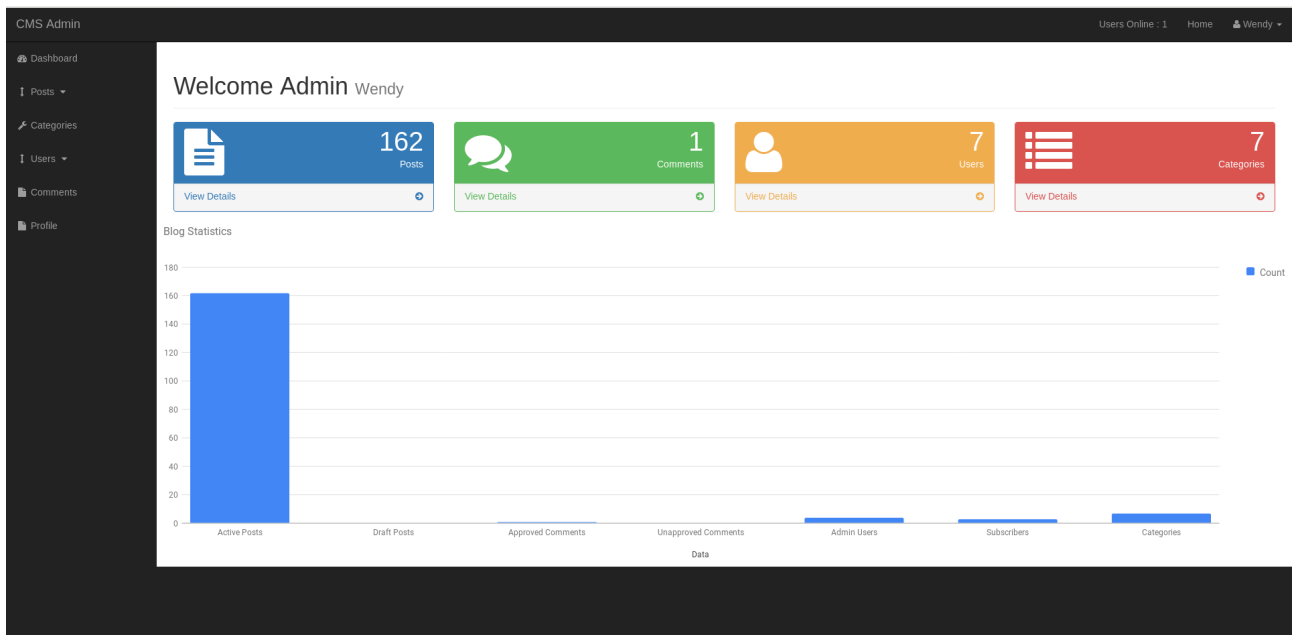 CMS Admin
Users Online : 1 Home Wendy
Dashboard
Posts
Categories
Users
Comments
Profile
Welcome Admin Wendy
162
Posts
View Details
1
Comments
View Details
7
Users
View Details
7
Categories
View Details
Blog Statistics
180
160
140
120
100
80
60
40
20
0
Count
Active Posts Draft Posts Approved Comments Unapproved Comments Admin Users Subscribers Categories
Data